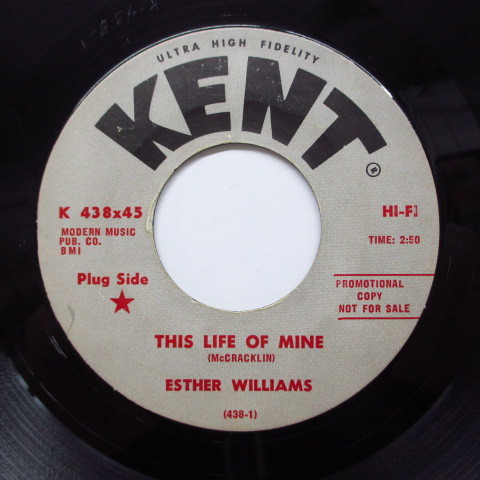 ULTRA HIGH FIDELITY
KENT
®
K 438x45
MODERN MUSIC
PUB. CO.
BMI
Plug Side
HI-FI
TIME: 2:50
PROMOTIONAL
COPY
NOT FOR SALE
THIS LIFE OF MINE
(McCRACKLIN)
ESTHER WILLIAMS
(438-1)